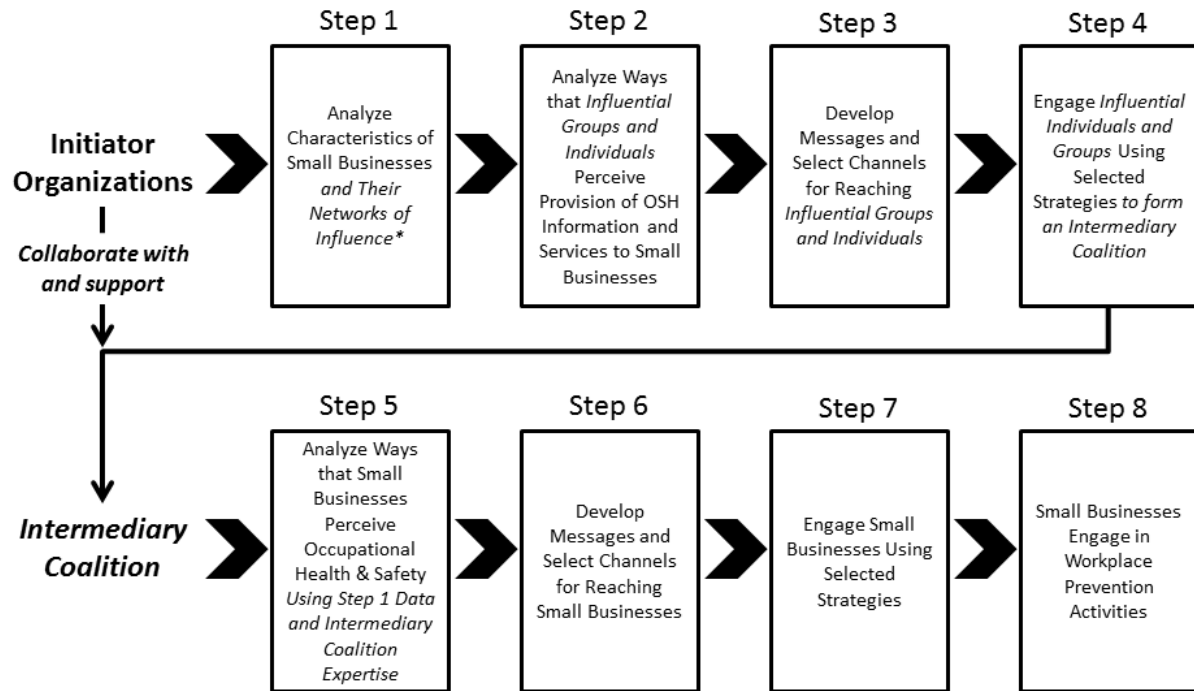 Step 1
Step 2
Step 3
Step 4
Initiator
Organizations
Analyze
Characteristics of
Small Businesses
and Their
Networks of
Influence*
Analyze Ways
that Influential
Groups and
Individuals
Perceive
Provision of OSH
Information and
Services to Small
Businesses
Develop
Messages and
Select Channels
for Reaching
Influential Groups
and Individuals
Engage Influential
Individuals and
Groups Using
Selected
Strategies to form
an Intermediary
Coalition
Collaborate with
and support
Step 5
Step 6
Step 7
Step 8
Intermediary
Coalition
Analyze Ways
that Small
Businesses
Perceive
Occupational
Health & Safety
Using Step 1 Data
and Intermediary
Coalition
Expertise
Develop
Messages and
Select Channels
for Reaching
Small Businesses
Engage Small
Businesses Using
Selected
Strategies
Small Businesses
Engage in
Workplace
Prevention
Activities